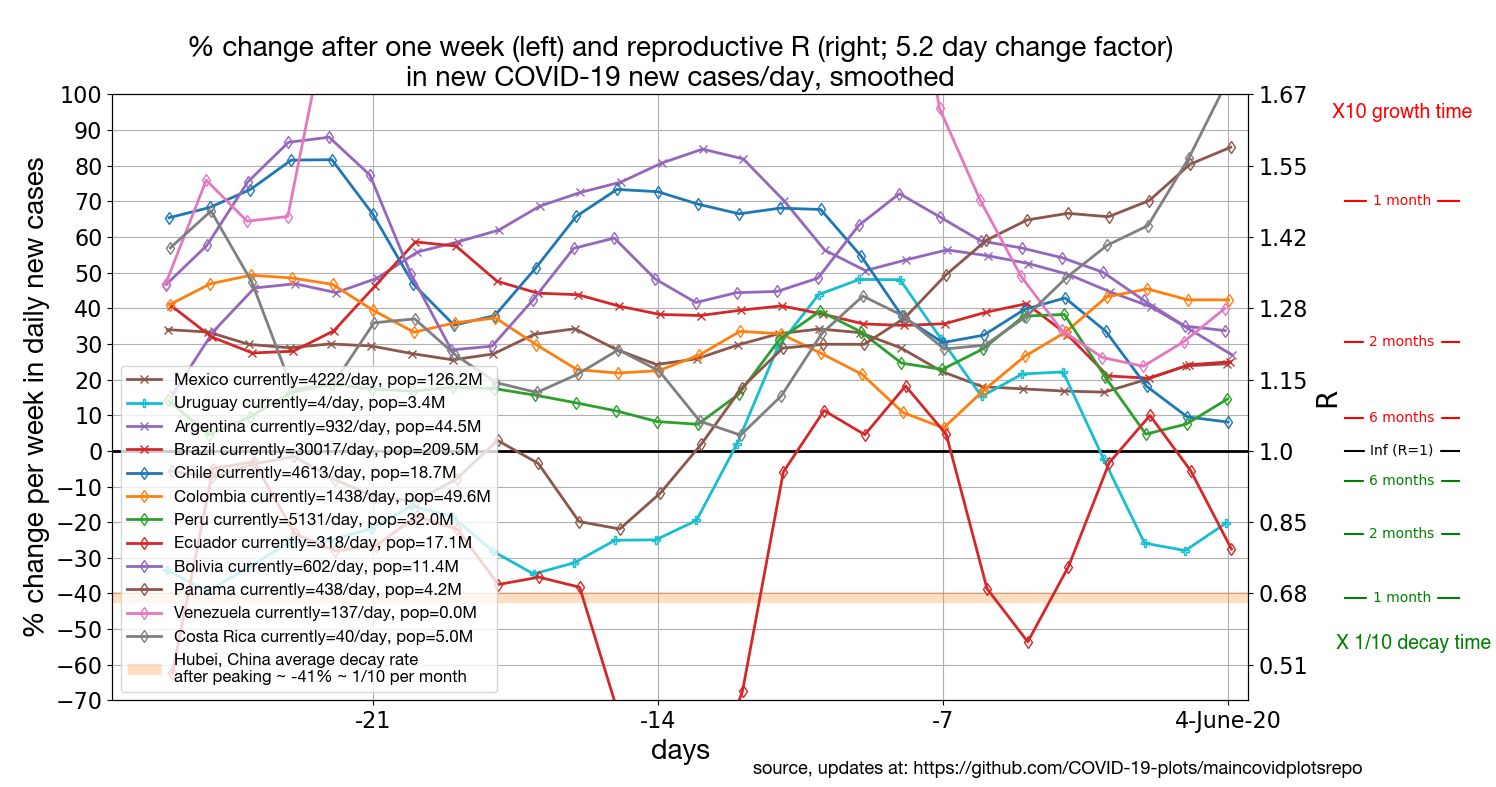 % change after one week (left) and reproductive R (right; 5.2 day change factor)
in new COVID-19 new cases/day, smoothed
% change per week in daily new cases
100
90
80
70
60
50
40
30
20
10
0
−10
−20
−30
−40
−50
−60
−70
Mexico currently=4222/day, pop=126.2M
Uruguay currently=4/day, pop=3.4M
Argentina currently=932/day, pop=44.5M
Brazil currently=30017/day, pop=209.5M
Chile currently=4613/day, pop=18.7M
Colombia currently=1438/day, pop=49.6M
Peru currently=5131/day, pop=32.0M
Ecuador currently=318/day, pop=17.1M
Bolivia currently=602/day, pop=11.4M
Panama currently=438/day, pop=4.2M
Venezuela currently=137/day, pop=0.0M
Costa Rica currently=40/day, pop=5.0M
Hubei, China average decay rate
after peaking ~ -41% ~ 1/10 per month
-21
-14
-7
4-June-20
days
1.67
1.55
1.42
1.28
1.15
1.0
0.85
0.68
0.51
R
X10 growth time
1 month
2 months
6 months
Inf (R=1)
6 months
2 months
1 month
X 1/10 decay time
source, updates at: https://github.com/COVID-19-plots/maincovidplotsrepo